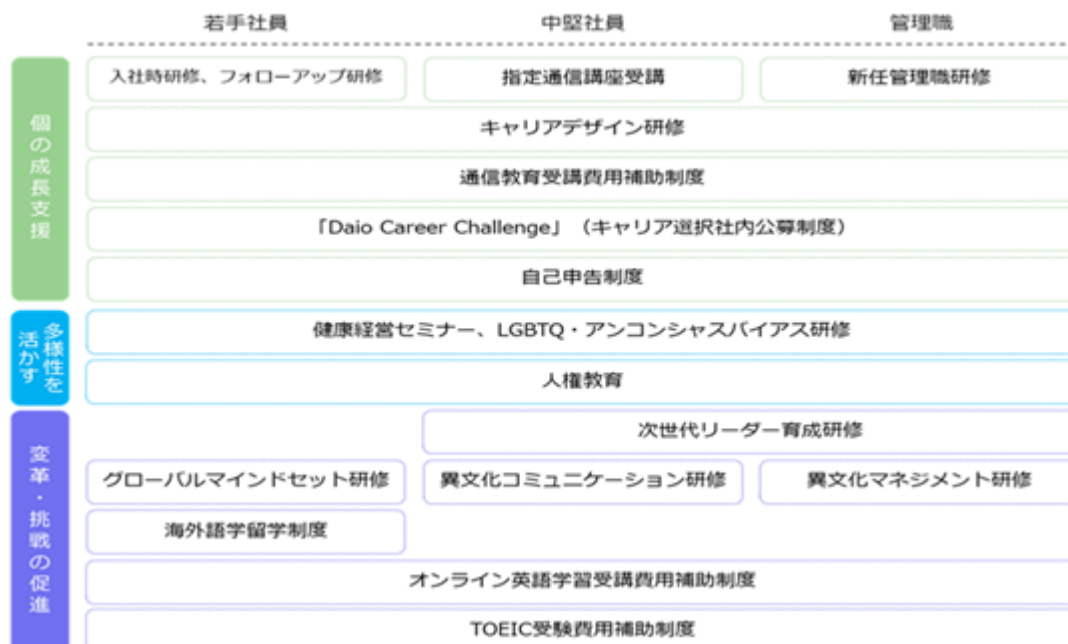 若手社員
中堅社員
管理職
個の成長支援
入社時研修、フォローアップ研修
指定通信講座受講
新任管理職研修
キャリアデザイン研修
通信教育受講費用補助制度
「Daio Career Challenge」（キャリア選択社内公募制度）
自己申告制度
多様性を
活かす
健康経営セミナー、LGBTQ・アンコンシャスバイアス研修
人権教育
変革・挑戦の促進
次世代リーダー育成研修
グローバルマインドセット研修
異文化コミュニケーション研修
異文化マネジメント研修
海外語学留学制度
オンライン英語学習受講費用補助制度
TOEIC受験費用補助制度